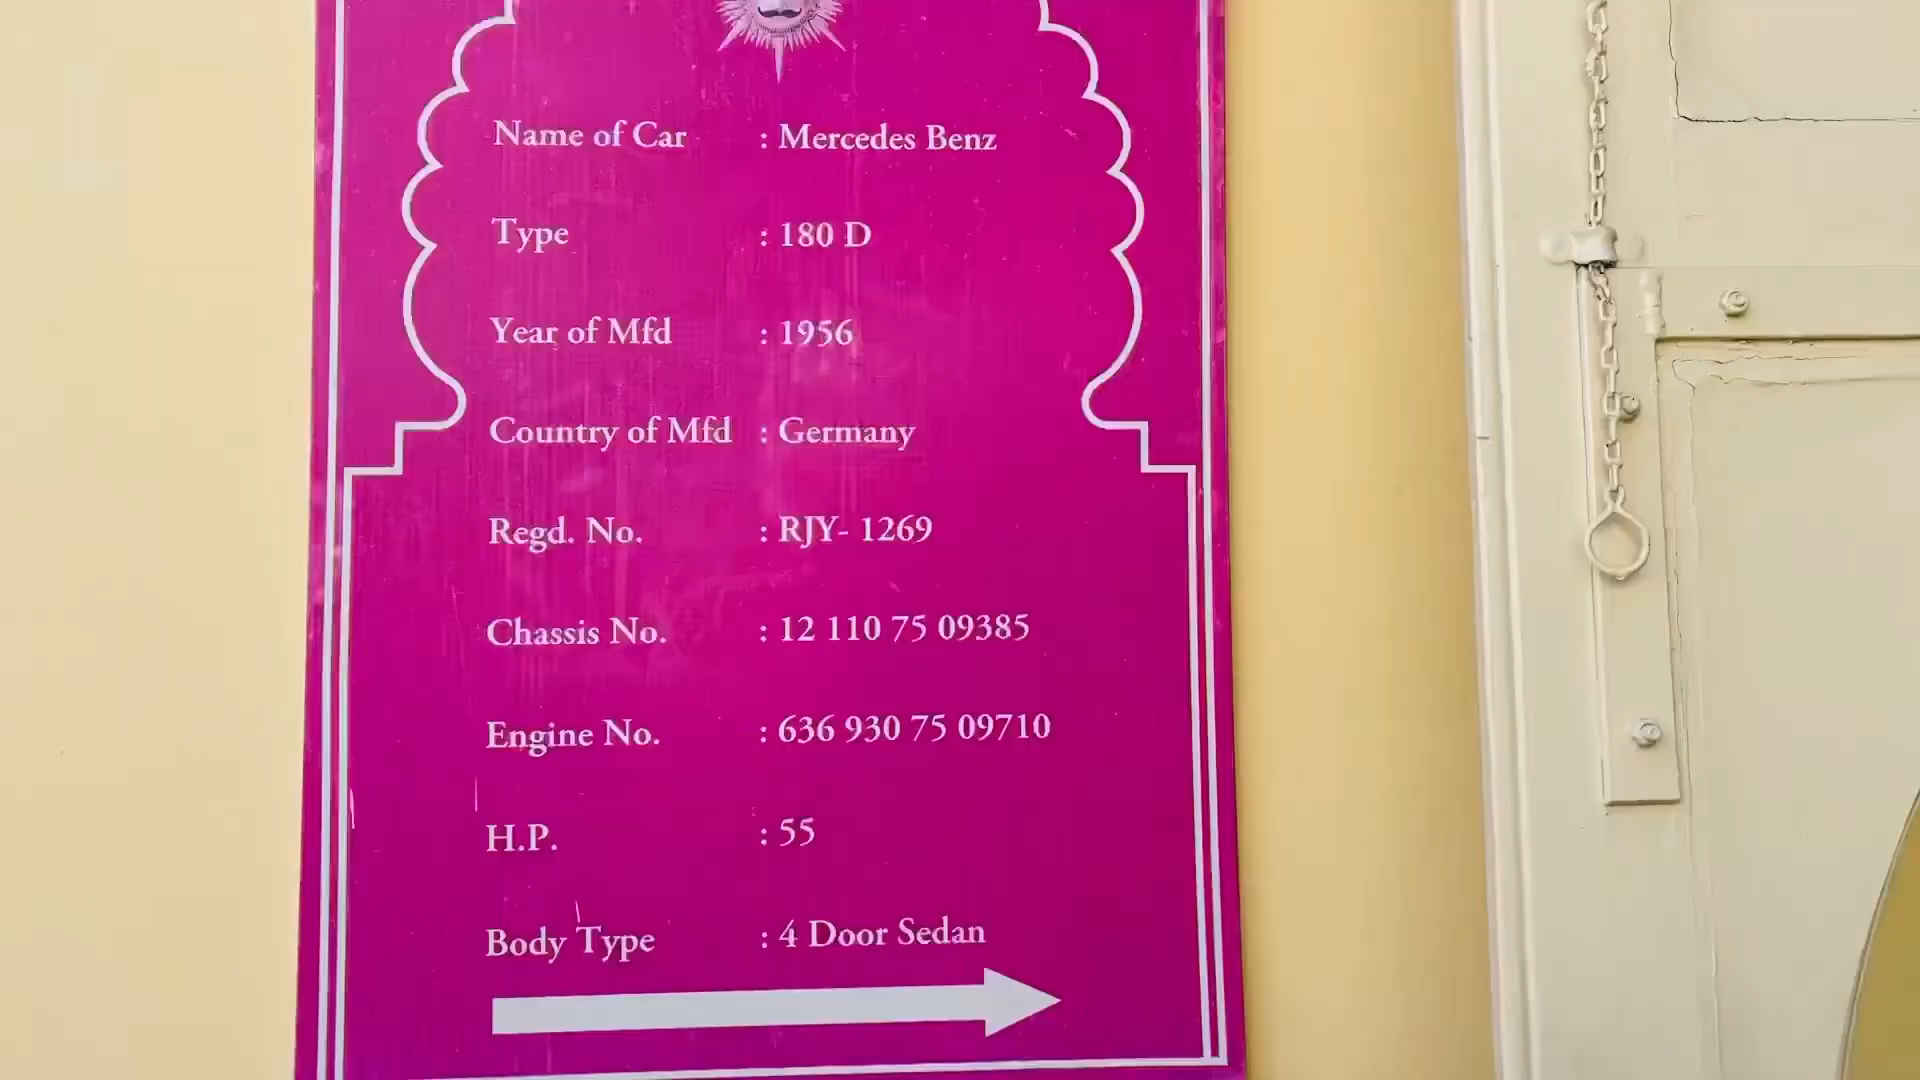 Name of Car : Mercedes Benz
Type : 180 D
Year of Mfd : 1956
Country of Mfd : Germany
Regd. No. : RJY- 1269
Chassis No. : 12 110 75 09385
Engine No. : 636 930 75 09710
H.P. : 55
Body Type : 4 Door Sedan